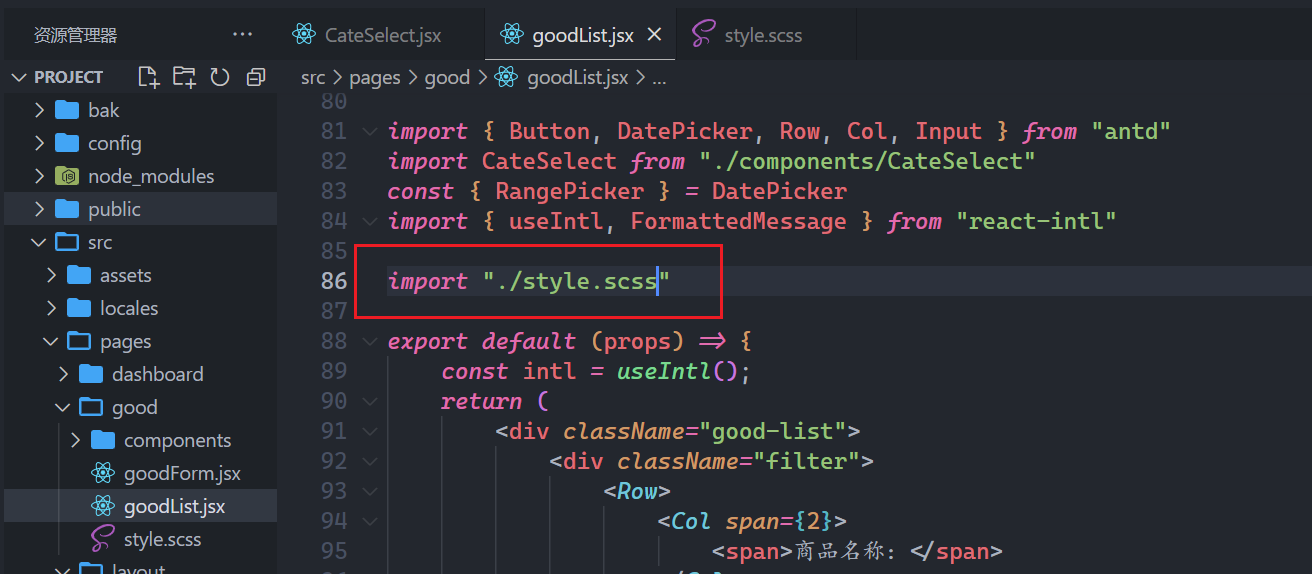 资源管理器 ···
CateSelect.jsx
goodList.jsx
style.scss
PROJECT
src > pages > good > goodList.jsx > ...
bak
config
node_modules
public
src
assets
locales
pages
dashboard
good
components
goodForm.jsx
goodList.jsx
style.scss
layout
80
81 import { Button, DatePicker, Row, Col, Input } from "antd"
82 import CateSelect from "./components/CateSelect"
83 const { RangePicker } = DatePicker
84 import { useIntl, FormattedMessage } from "react-intl"
85
86 import "./style.scss"
87
88 export default (props) => {
89 const intl = useIntl();
90 return (
91 <div className="good-list">
92 <div className="filter">
93 <Row>
94 <Col span={2}>
95 <span>商品名称：</span>